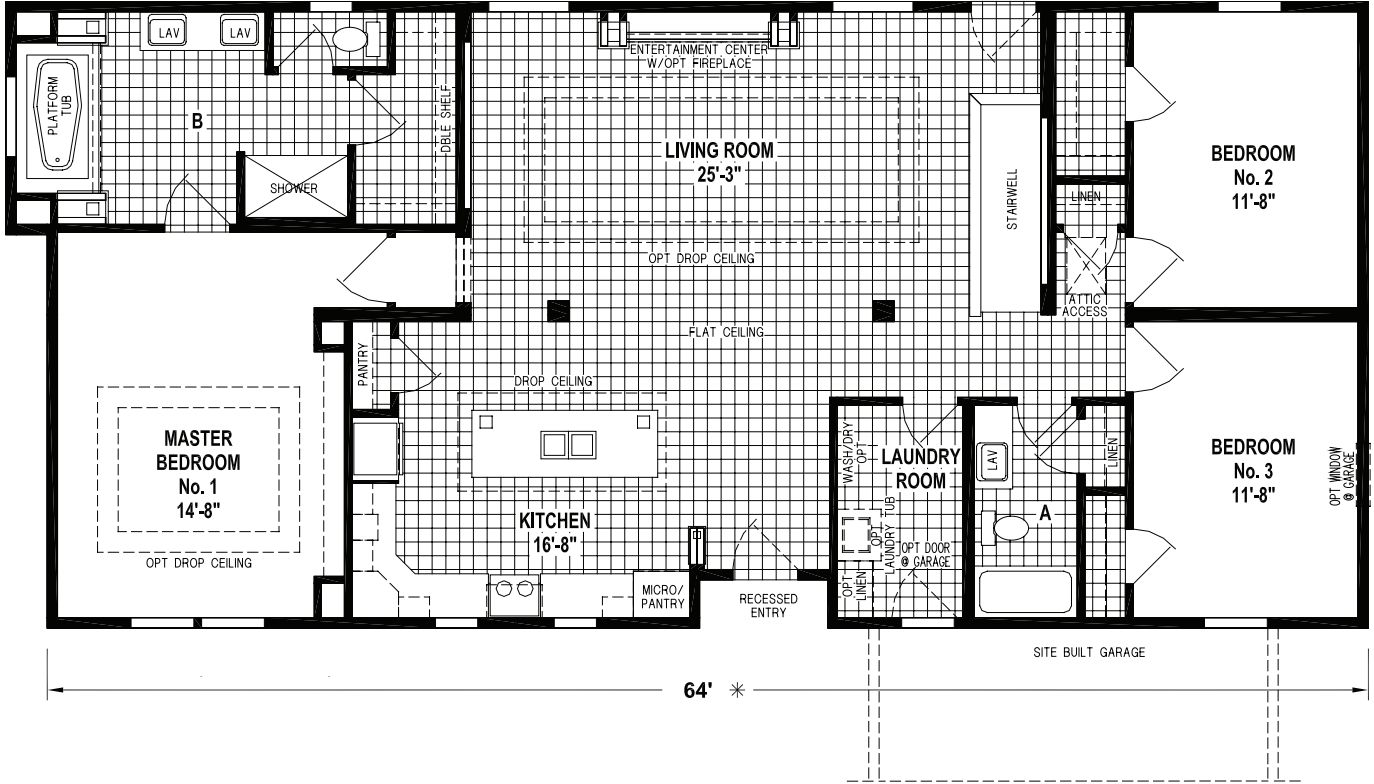 LAV
LAV
PLATFORM
TUB
B
SHOWER
DBLE SHELF
ENTERTAINMENT CENTER
W/OPT FIREPLACE
LIVING ROOM
25'-3"
OPT DROP CEILING
STAIRWELL
LINEN
ATTIC
ACCESS
BEDROOM
No. 2
11'-8"
FLAT CEILING
PANTRY
DROP CEILING
MASTER
BEDROOM
No. 1
14'-8"
OPT DROP CEILING
KITCHEN
16'-8"
MICRO/
PANTRY
RECESSED
ENTRY
WASH/DRY
OPT
LAUNDRY
ROOM
OPT
LAUNDRY TUB
OPT
LINEN
OPT DOOR
@ GARAGE
LAV
A
LINEN
BEDROOM
No. 3
11'-8"
OPT WINDOW
@ GARAGE
SITE BUILT GARAGE
64' *